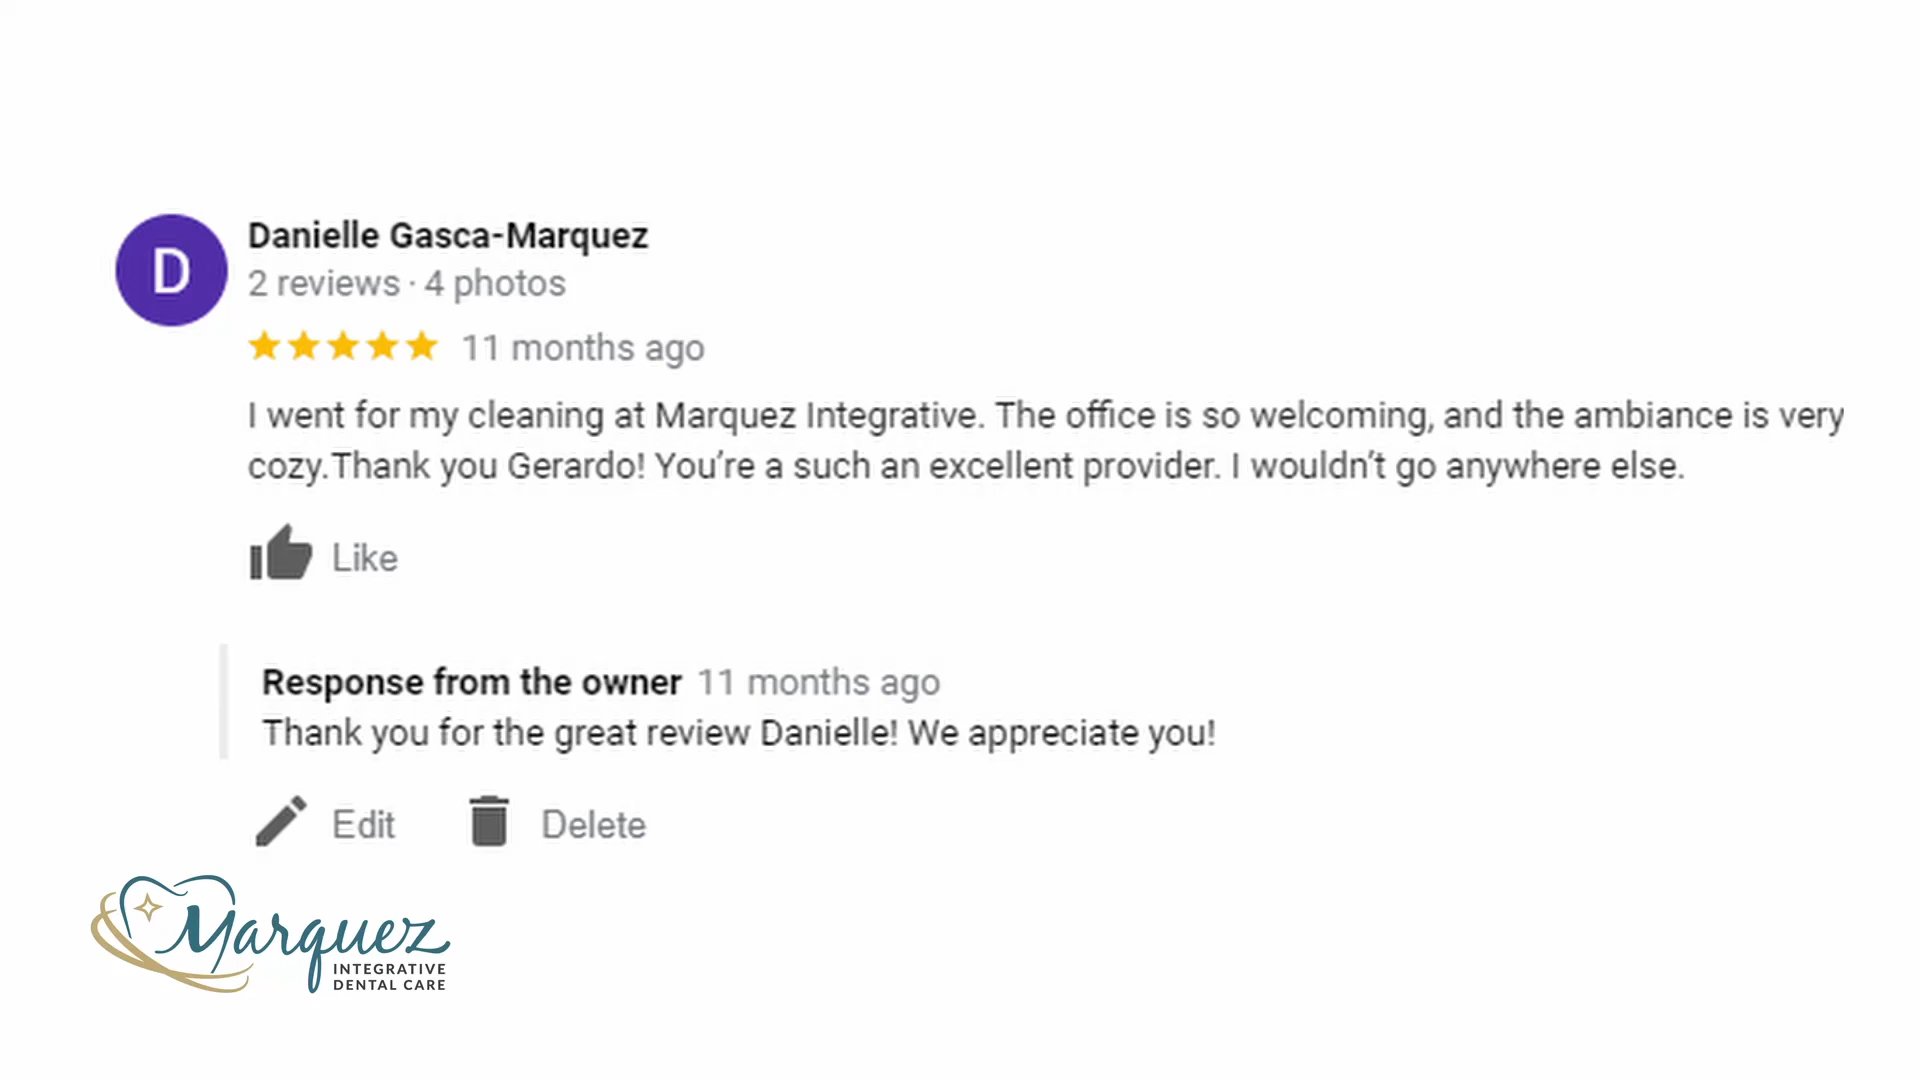 D
Danielle Gasca-Marquez
2 reviews · 4 photos
11 months ago
I went for my cleaning at Marquez Integrative. The office is so welcoming, and the ambiance is very
cozy.Thank you Gerardo! You’re a such an excellent provider. I wouldn’t go anywhere else.
Like
Response from the owner 11 months ago
Thank you for the great review Danielle! We appreciate you!
Edit Delete
Marquez
INTEGRATIVE
DENTAL CARE